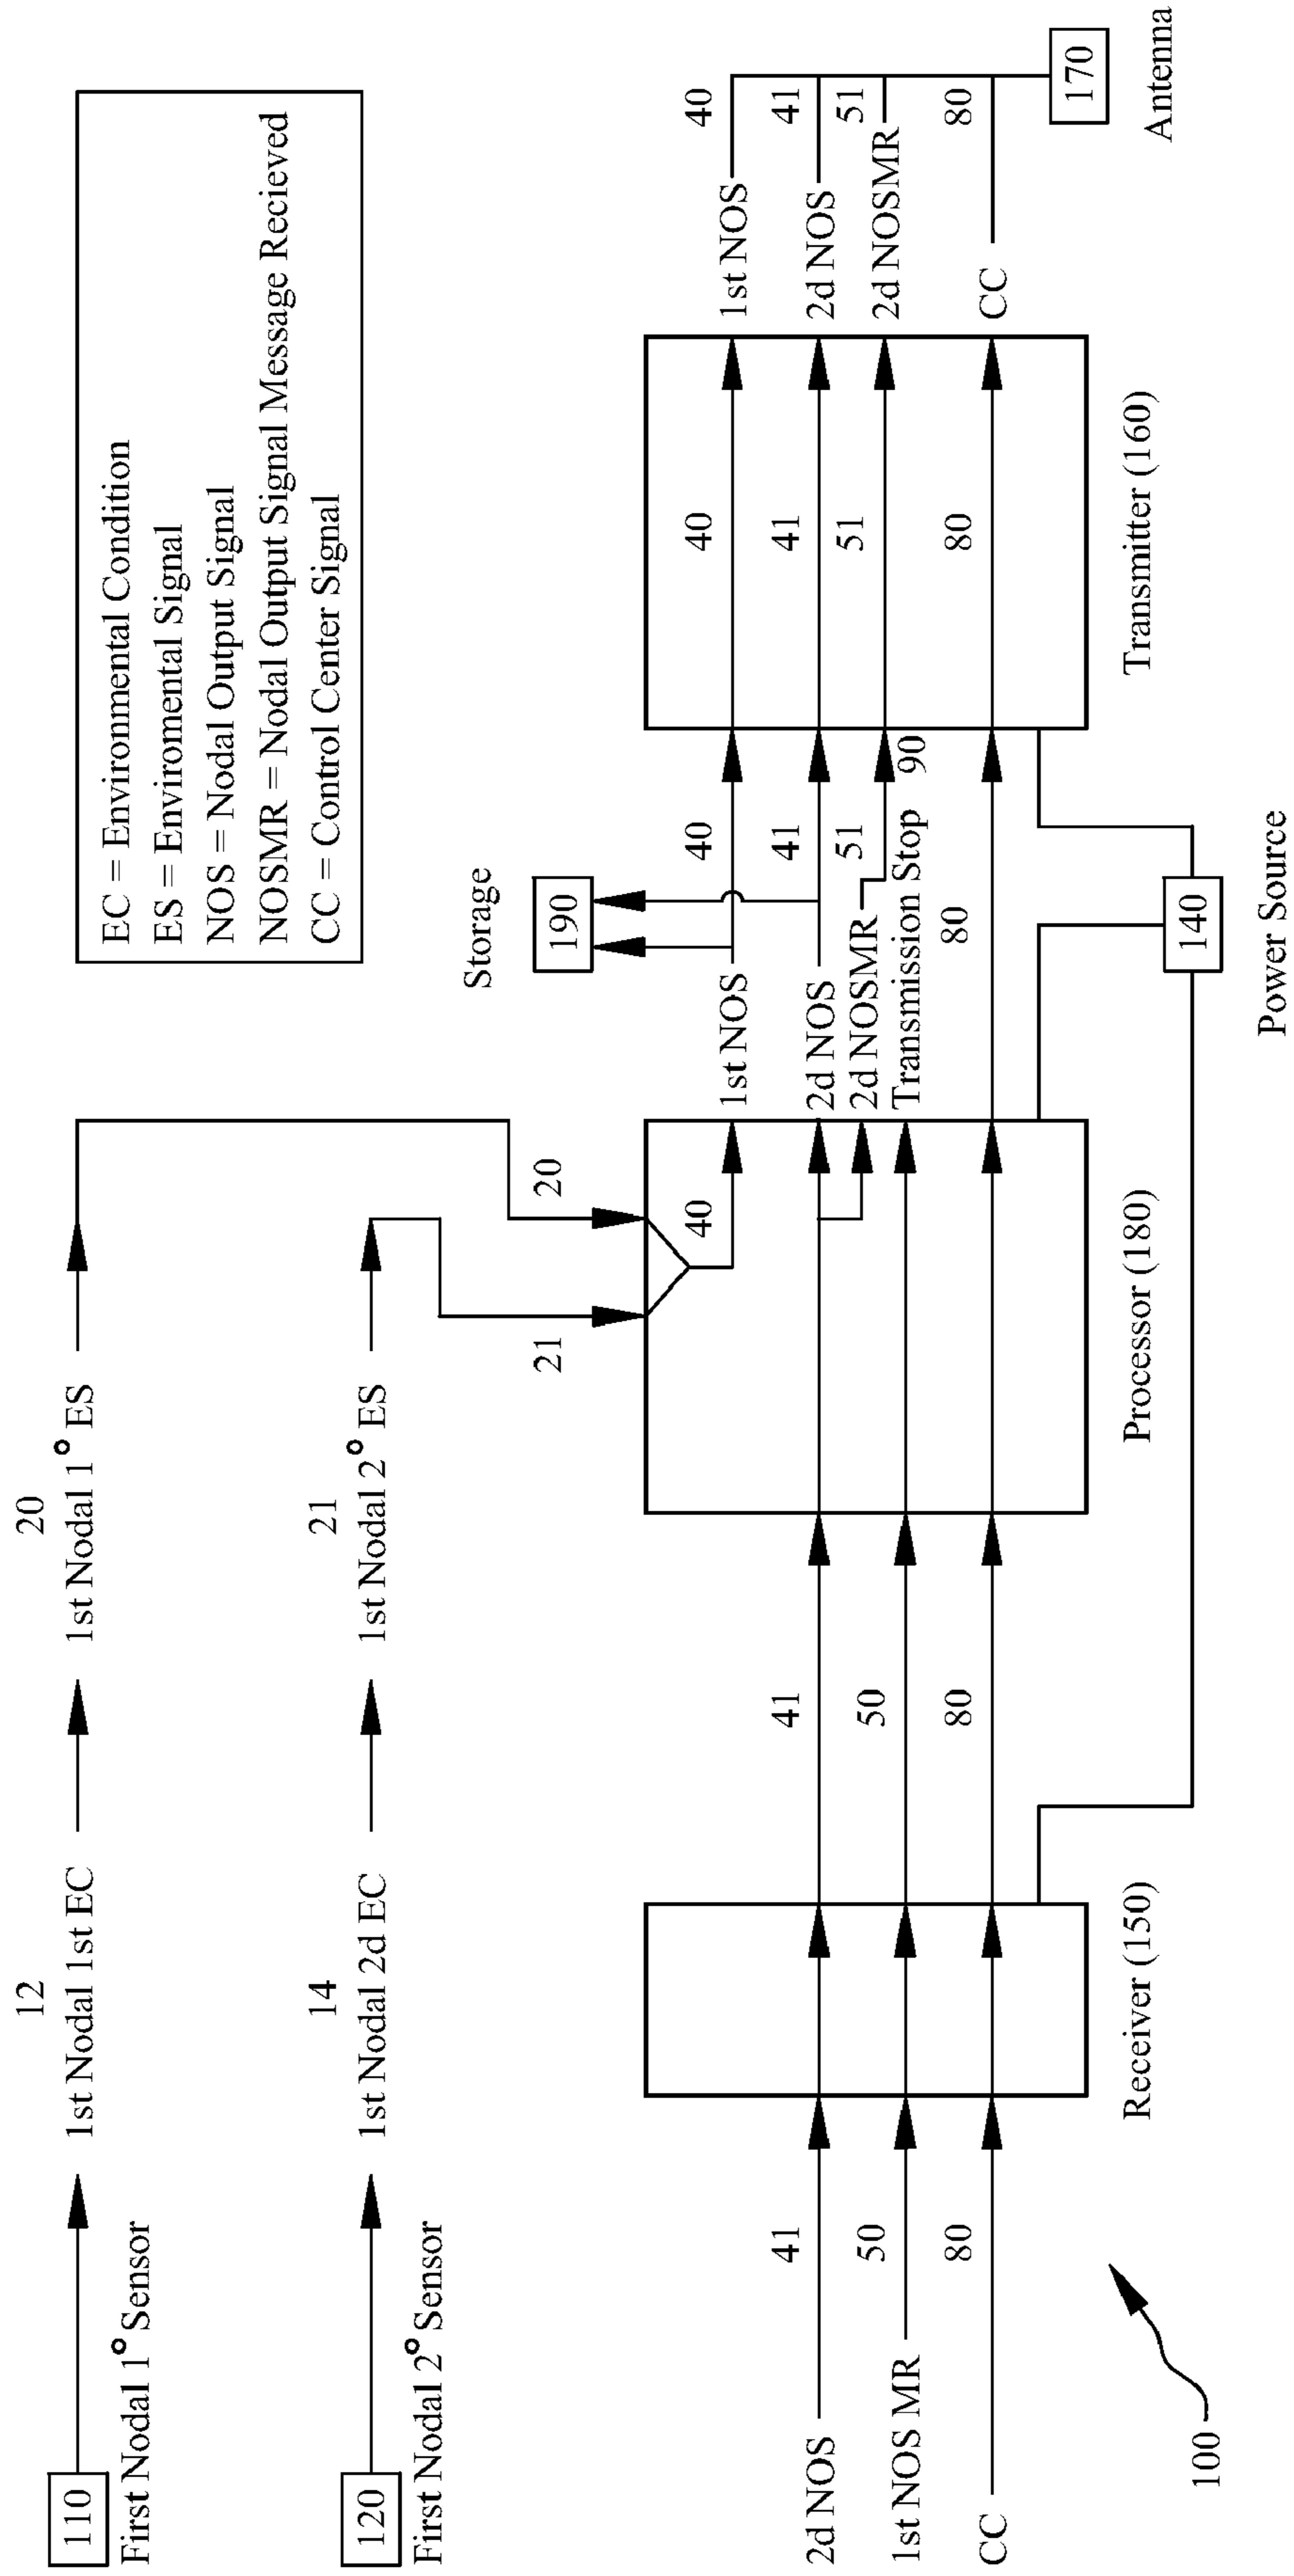 EC = Environmental Condition
ES = Enviromental Signal
NOS = Nodal Output Signal
NOSMR = Nodal Output Signal Message Recieved
CC = Control Center Signal
110
First Nodal 1° Sensor
12
1st Nodal 1st EC
20
1st Nodal 1° ES
120
First Nodal 2° Sensor
14
1st Nodal 2d EC
21
1st Nodal 2° ES
21
20
Storage
190
40
1st NOS
40
40
1st NOS
40
2d NOS
41
41
2d NOS
41
41
2d NOS
41
1st NOS MR
50
50
2d NOSMR
51
51
2d NOSMR
51
Transmission Stop
90
CC
80
80
80
80
CC
80
Receiver (150)
Processor (180)
Transmitter (160)
170
Antenna
140
Power Source
100